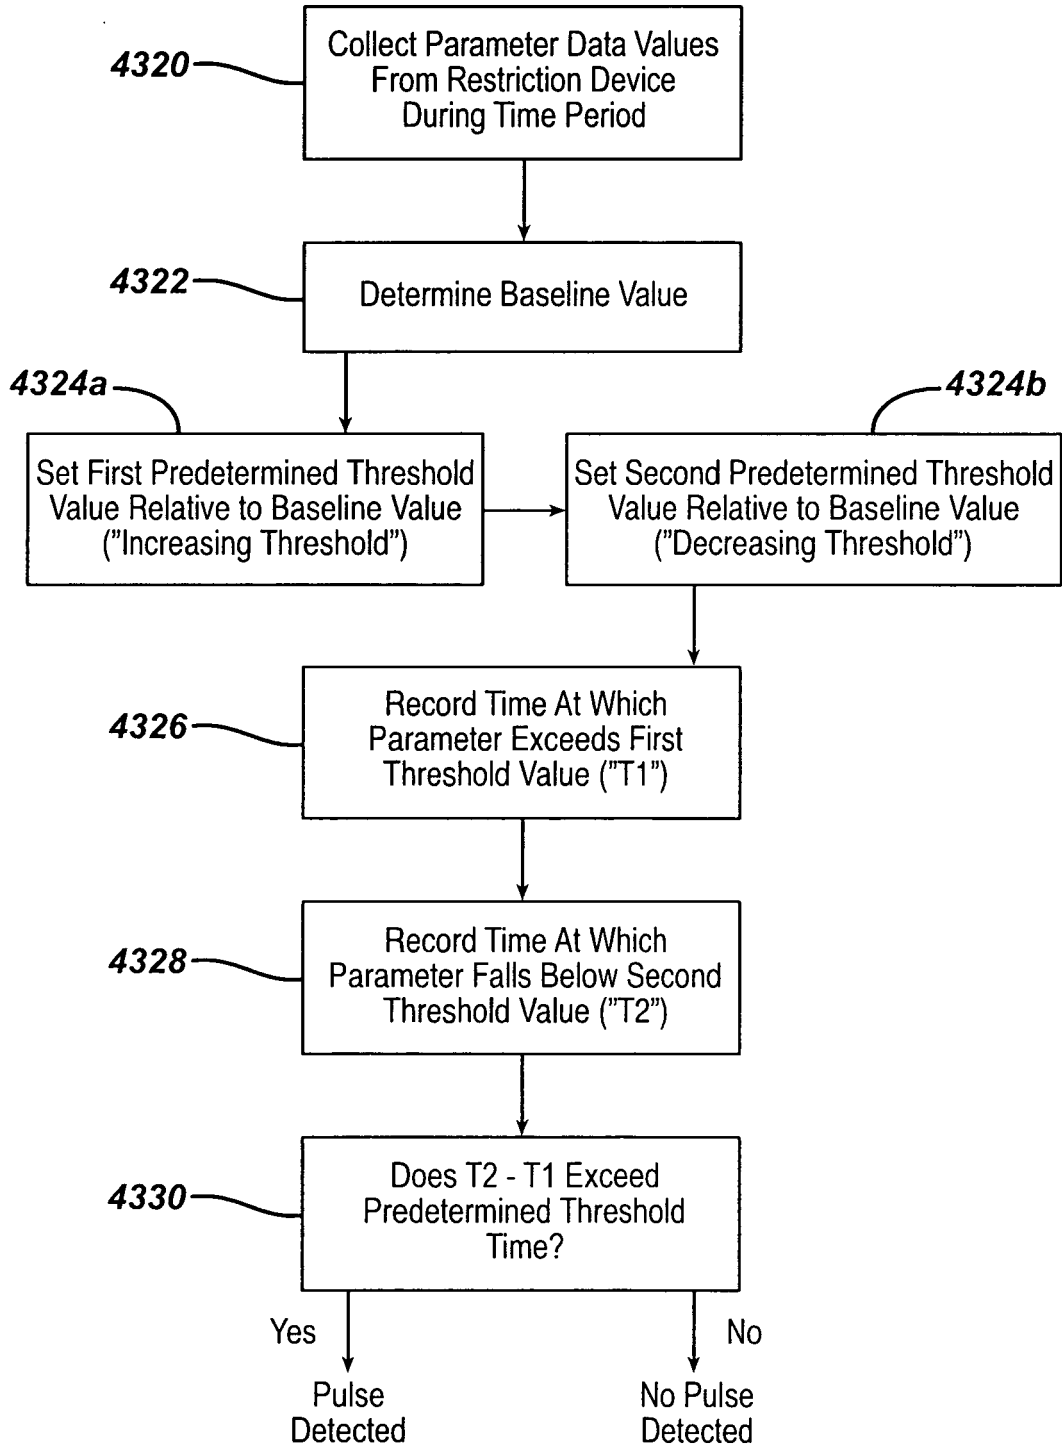 4320
Collect Parameter Data Values
From Restriction Device
During Time Period
4322
Determine Baseline Value
4324a
Set First Predetermined Threshold
Value Relative to Baseline Value
("Increasing Threshold")
4324b
Set Second Predetermined Threshold
Value Relative to Baseline Value
("Decreasing Threshold")
4326
Record Time At Which
Parameter Exceeds First
Threshold Value ("T1")
4328
Record Time At Which
Parameter Falls Below Second
Threshold Value ("T2")
4330
Does T2 - T1 Exceed
Predetermined Threshold
Time?
Yes
No
Pulse
Detected
No Pulse
Detected